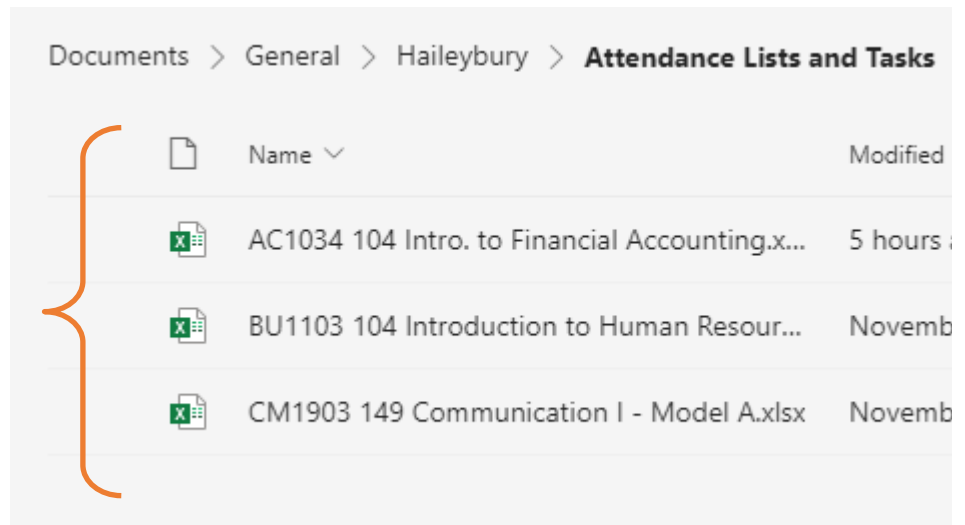 Documents > General > Haileybury > Attendance Lists and Tasks
Name Modified
AC1034 104 Intro. to Financial Accounting.x... 5 hours
BU1103 104 Introduction to Human Resour... Novemb
CM1903 149 Communication I - Model A.xlsx Novemb